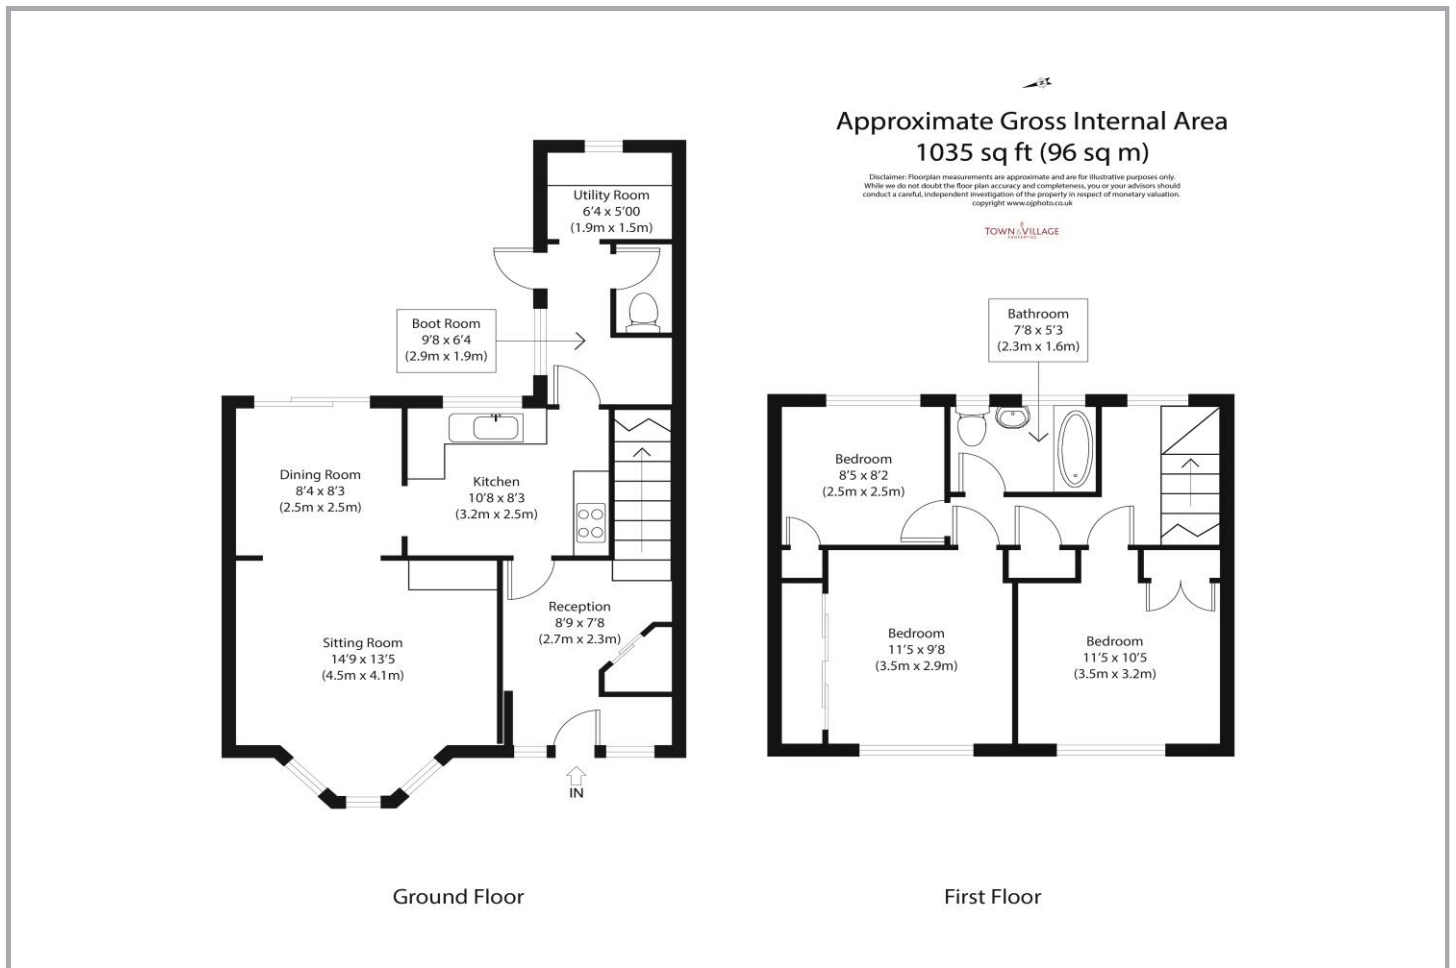 Approximate Gross Internal Area
1035 sq ft (96 sq m)
Disclaimer: Floorplan measurements are approximate and are for illustrative purposes only.
While we do not doubt the floor plan accuracy and completeness, you or your advisors should
conduct a careful, independent investigation of the property in respect of monetary valuation.
copyright www.ojphoto.co.uk
TOWN & VILLAGE
PROPERTIES
Utility Room
6'4 x 5'00
(1.9m x 1.5m)
Boot Room
9'8 x 6'4
(2.9m x 1.9m)
Dining Room
8'4 x 8'3
(2.5m x 2.5m)
Kitchen
10'8 x 8'3
(3.2m x 2.5m)
Reception
8'9 x 7'8
(2.7m x 2.3m)
Sitting Room
14'9 x 13'5
(4.5m x 4.1m)
IN
Ground Floor
Bathroom
7'8 x 5'3
(2.3m x 1.6m)
Bedroom
8'5 x 8'2
(2.5m x 2.5m)
Bedroom
11'5 x 9'8
(3.5m x 2.9m)
Bedroom
11'5 x 10'5
(3.5m x 3.2m)
First Floor